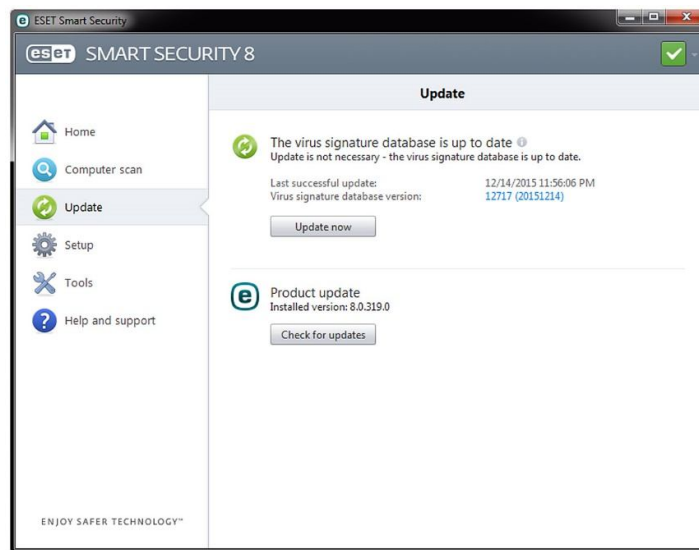 ESET Smart Security
eseT SMART SECURITY 8
Update
Home
Computer scan
Update
Setup
Tools
Help and support
The virus signature database is up to date
Update is not necessary - the virus signature database is up to date.
Last successful update: 12/14/2015 11:56:06 PM
Virus signature database version: 12717 (20151214)
Update now
Product update
Installed version: 8.0.319.0
Check for updates
ENJOY SAFER TECHNOLOGY™